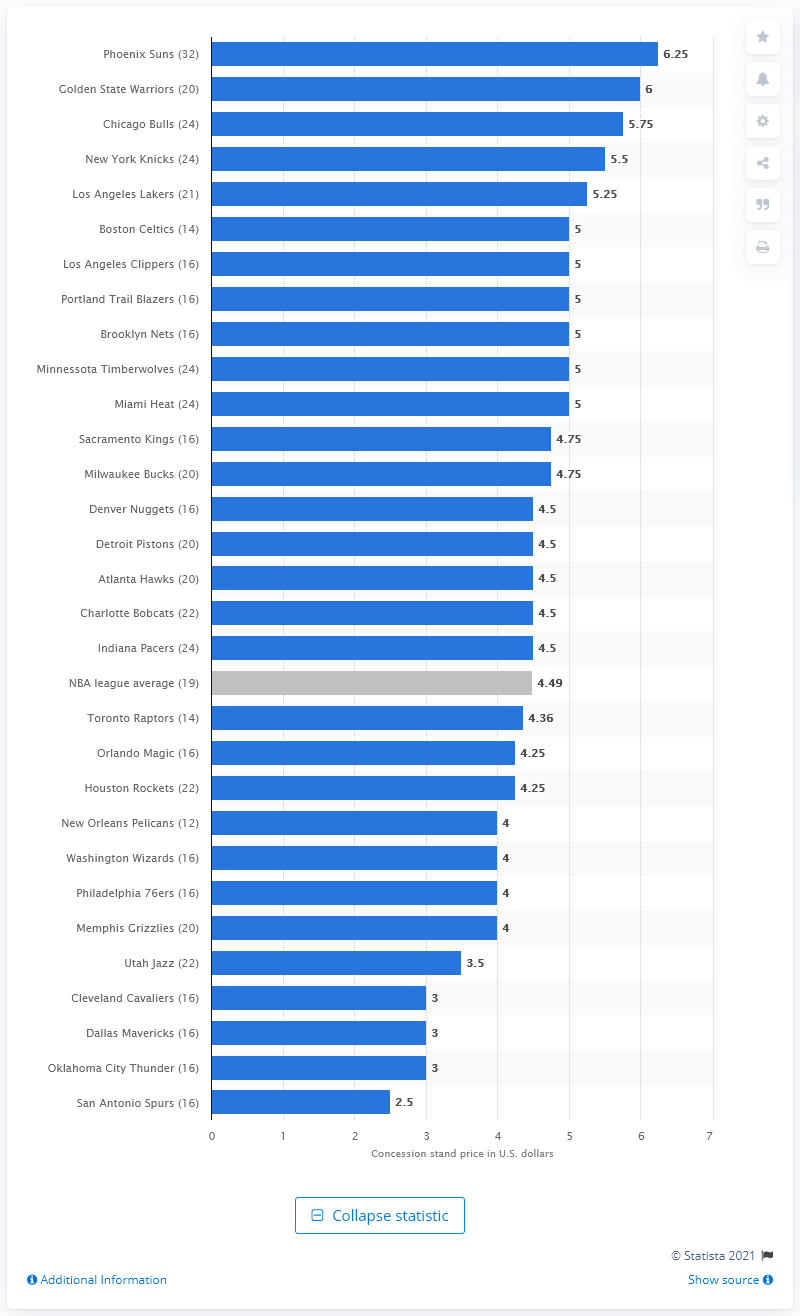 Phoenix Suns (32) 6.25
Golden State Warriors (20) 6
Chicago Bulls (24) 5.75
New York Knicks (24) 5.5
Los Angeles Lakers (21) 5.25
Boston Celtics (14) 5
Los Angeles Clippers (16) 5
Portland Trail Blazers (16) 5
Brooklyn Nets (16) 5
Minnessota Timberwolves (24) 5
Miami Heat (24) 5
Sacramento Kings (16) 4.75
Milwaukee Bucks (20) 4.75
Denver Nuggets (16) 4.5
Detroit Pistons (20) 4.5
Atlanta Hawks (20) 4.5
Charlotte Bobcats (22) 4.5
Indiana Pacers (24) 4.5
NBA league average (19) 4.49
Toronto Raptors (14) 4.36
Orlando Magic (16) 4.25
Houston Rockets (22) 4.25
New Orleans Pelicans (12) 4
Washington Wizards (16) 4
Philadelphia 76ers (16) 4
Memphis Grizzlies (20) 4
Utah Jazz (22) 3.5
Cleveland Cavaliers (16) 3
Dallas Mavericks (16) 3
Oklahoma City Thunder (16) 3
San Antonio Spurs (16) 2.5
0 1 2 3 4 5 6 7
Concession stand price in U.S. dollars
Collapse statistic
© Statista 2021
Additional Information Show source